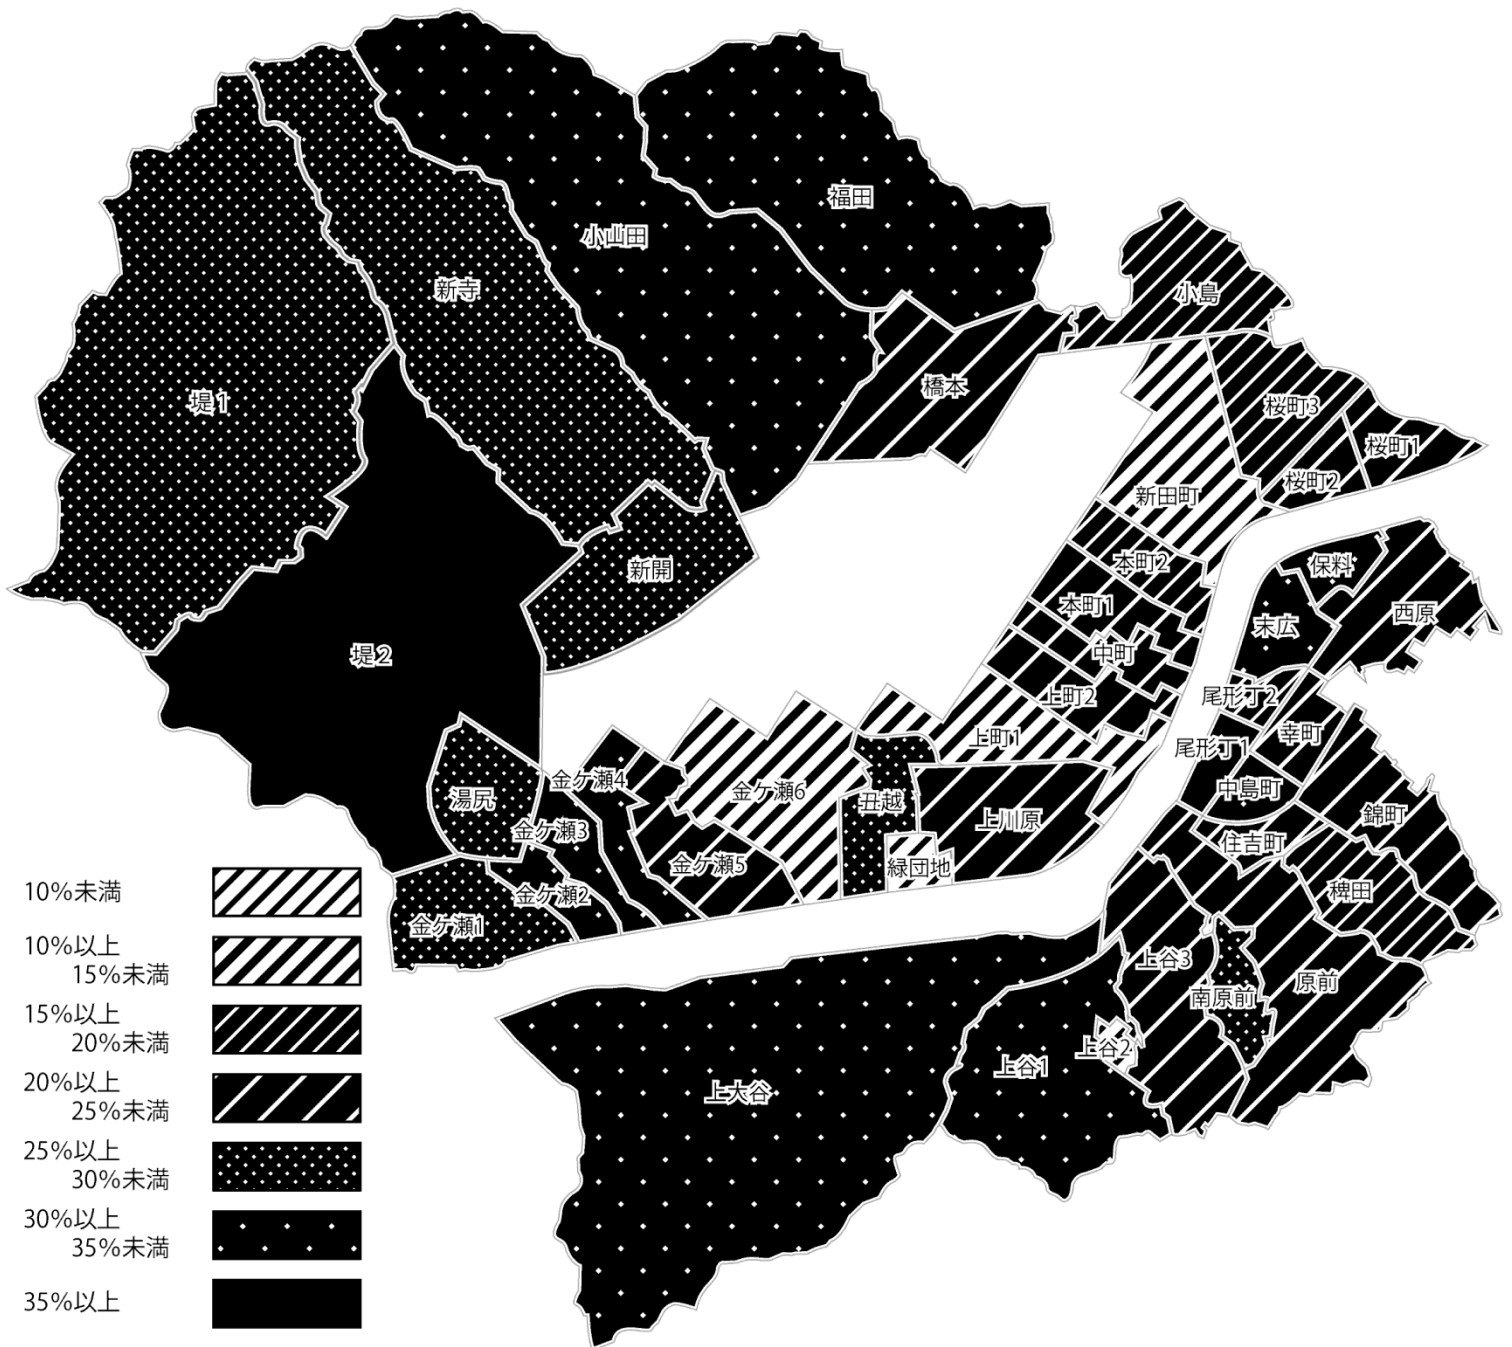 福田
小山田
新寺
小島
橋本
堤1
桜町3
桜町1
桜町2
新田町
本町2
保料
新開
本町1
西原
末広
堤2
中町
上町2
尾形丁2
幸町
上町1
尾形丁1
金ケ瀬4
中島町
金ケ瀬6
湯尻
丑越
上川原
錦町
金ケ瀬3
住吉町
金ケ瀬5
緑団地
稗田
金ケ瀬2
金ケ瀬1
上谷3
原前
南原前
上谷2
上谷1
上大谷
10%未満
10%以上
15%未満
15%以上
20%未満
20%以上
25%未満
25%以上
30%未満
30%以上
35%未満
35%以上